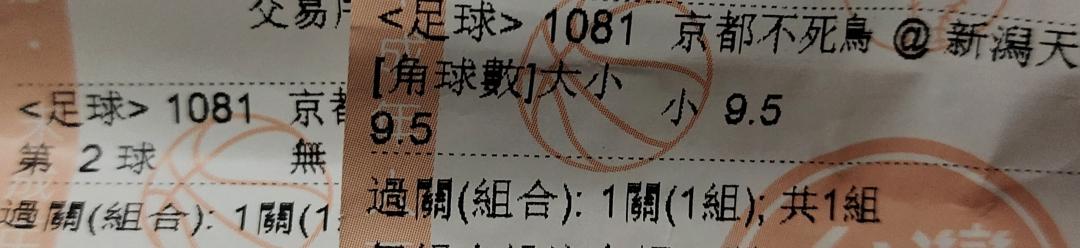 交易
<足球> 1081 京
第 2 球 無
過關(組合): 1關(1
<足球> 1081 京都不死鳥 @ 新潟天
[角球數]大小 小 9.5
9.5
過關(組合): 1關(1組); 共1組